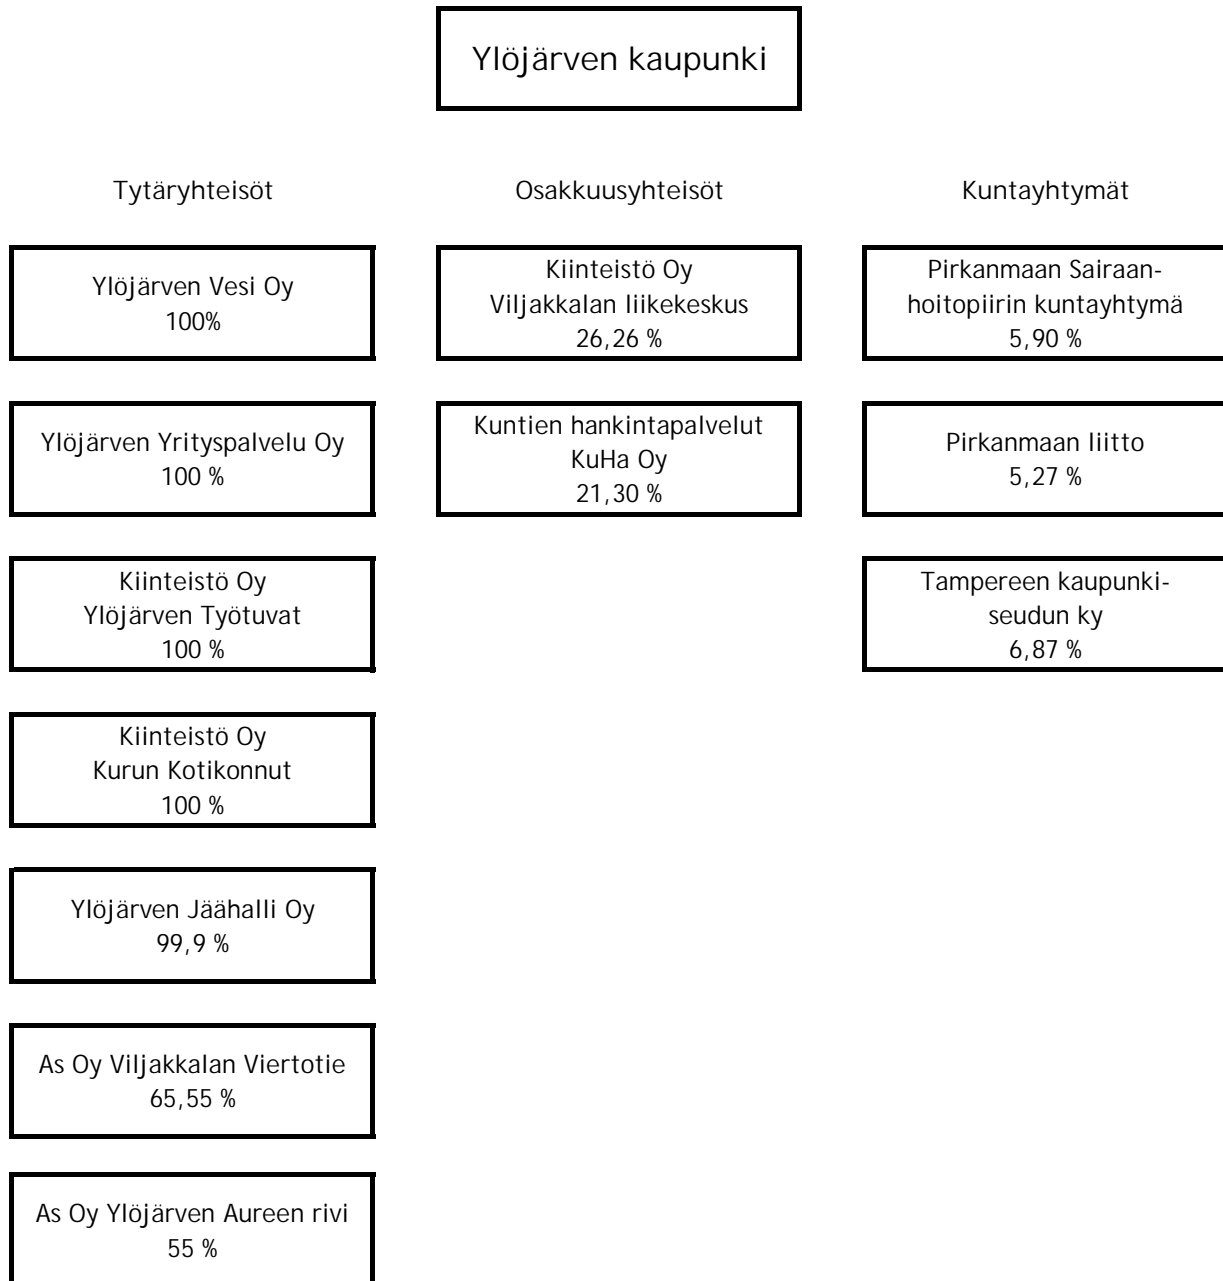 Ylöjärven kaupunki
Tytäryhteisöt
Ylöjärven Vesi Oy
100%
Ylöjärven Yrityspalvelu Oy
100 %
Kiinteistö Oy
Ylöjärven Työtuvat
100 %
Kiinteistö Oy
Kurun Kotikonnut
100 %
Ylöjärven Jäähalli Oy
99,9 %
As Oy Viljakkalan Viertotie
65,55 %
As Oy Ylöjärven Aureen rivi
55 %
Osakkuusyhteisöt
Kiinteistö Oy
Viljakkalan liikekeskus
26,26 %
Kuntien hankintapalvelut
KuHa Oy
21,30 %
Kuntayhtymät
Pirkanmaan Sairaan-
hoitopiirin kuntayhtymä
5,90 %
Pirkanmaan liitto
5,27 %
Tampereen kaupunki-
seudun ky
6,87 %